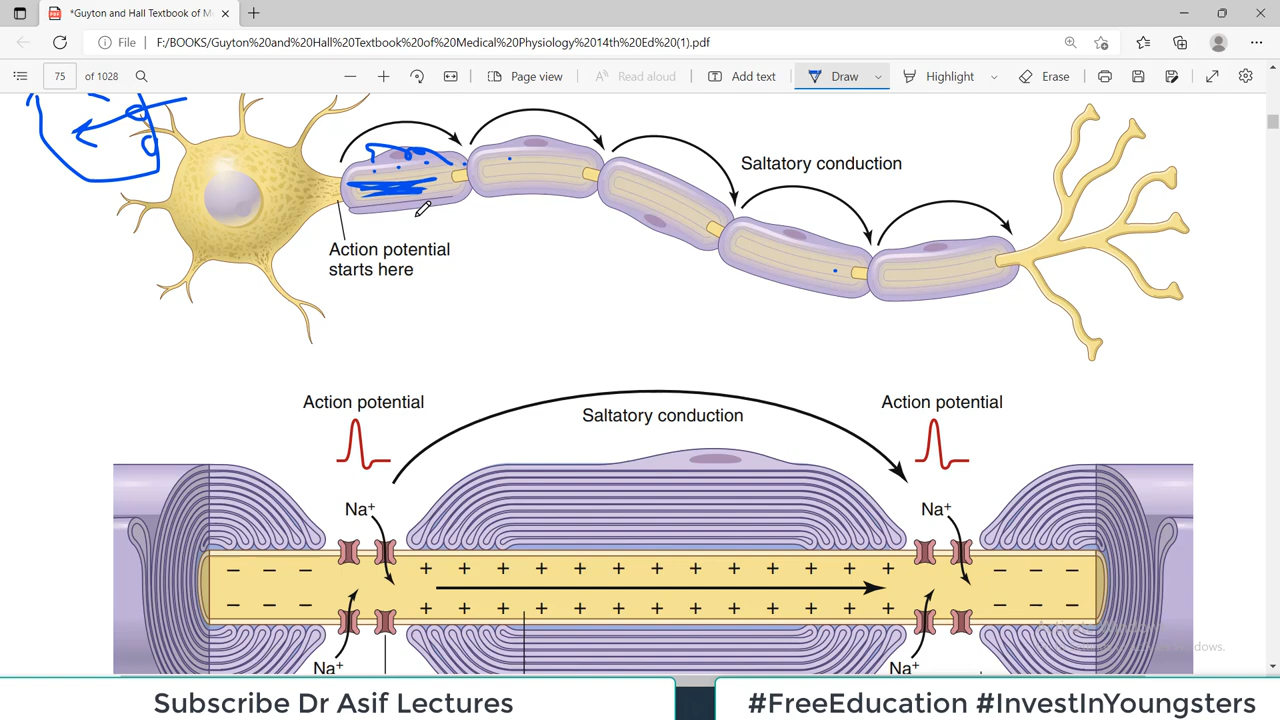 *Guyton and Hall Textbook of M
File
F:/BOOKS/Guyton%20and%20Hall%20Textbook%20of%20Medical%20Physiology%2014th%20Ed%20(1).pdf
75
of 1028
Page view
Read aloud
Add text
Draw
Highlight
Erase
Saltatory conduction
Action potential
starts here
Action potential
Saltatory conduction
Action potential
Na+
Na+
Na+
Na+
Subscribe Dr Asif Lectures
#FreeEducation #InvestInYoungsters